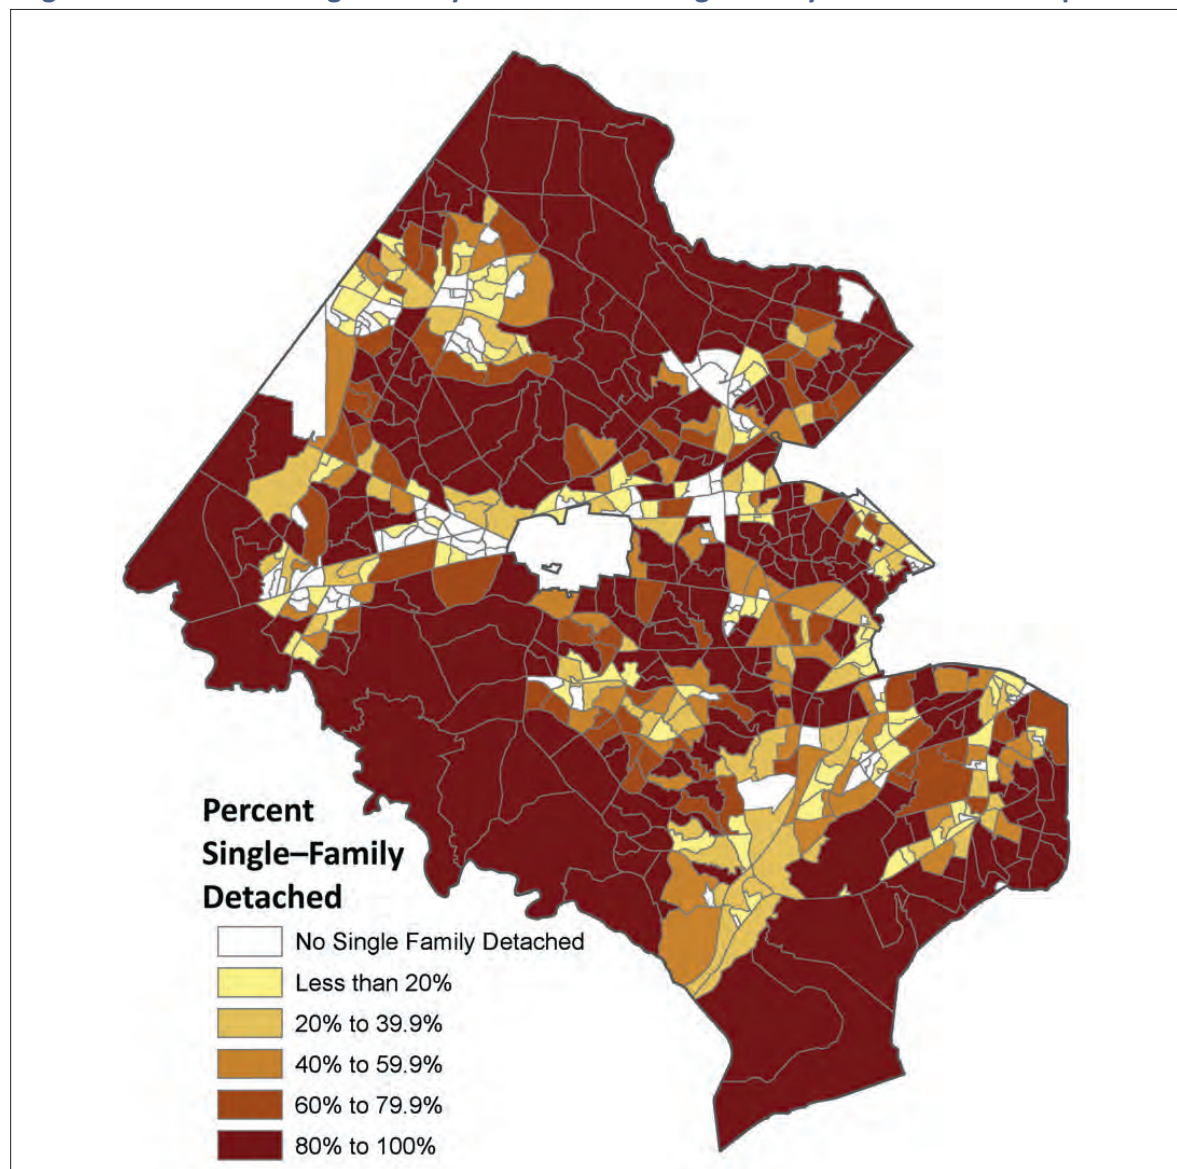 Percent
Single–Family
Detached
No Single Family Detached
Less than 20%
20% to 39.9%
40% to 59.9%
60% to 79.9%
80% to 100%